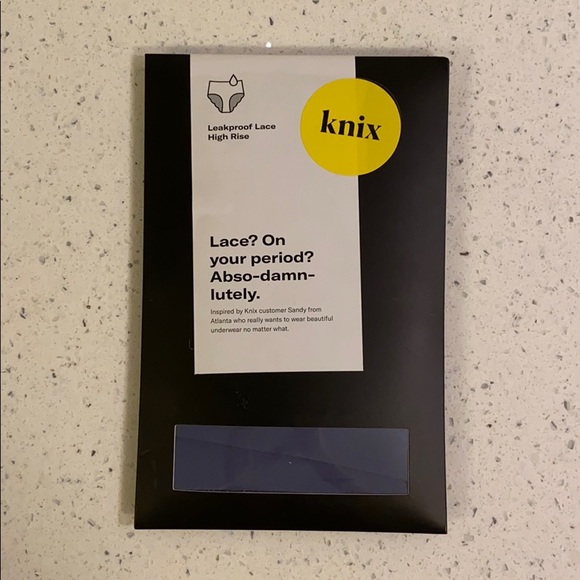 Leakproof Lace
High Rise
knix
Lace? On
your period?
Abso-damn-
lutely.
Inspired by Knix customer Sandy from
Atlanta who really wants to wear beautiful
underwear no matter what.